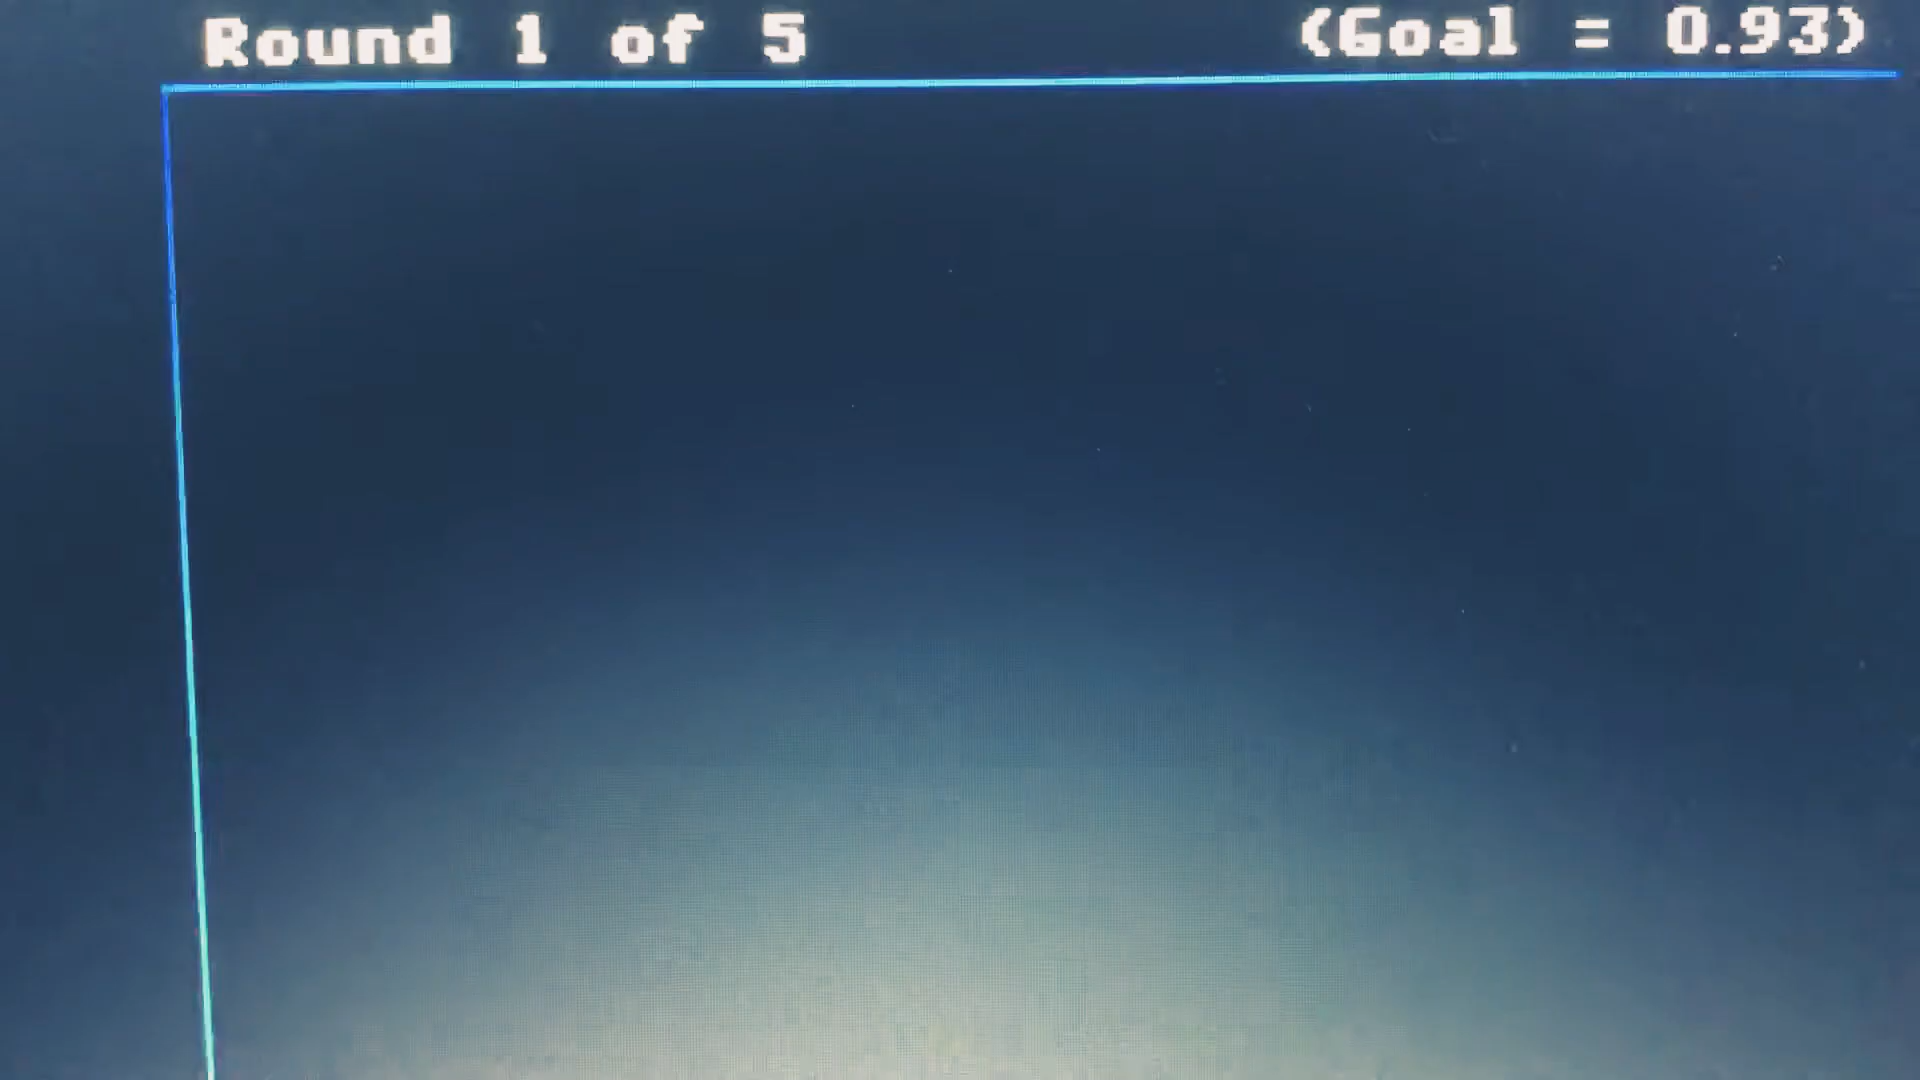 Round 1 of 5 (Goal = 0.93)